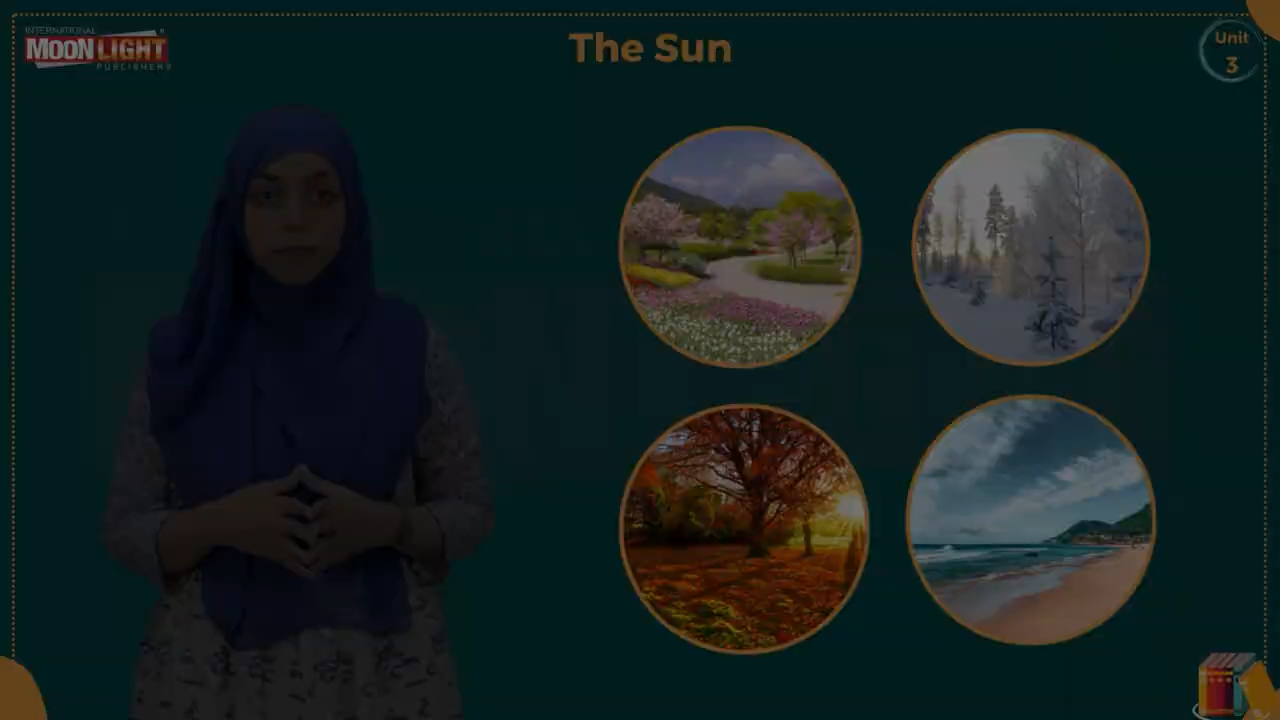 INTERNATIONAL
MOON LIGHT
PUBLISHERS
The Sun
Unit
3